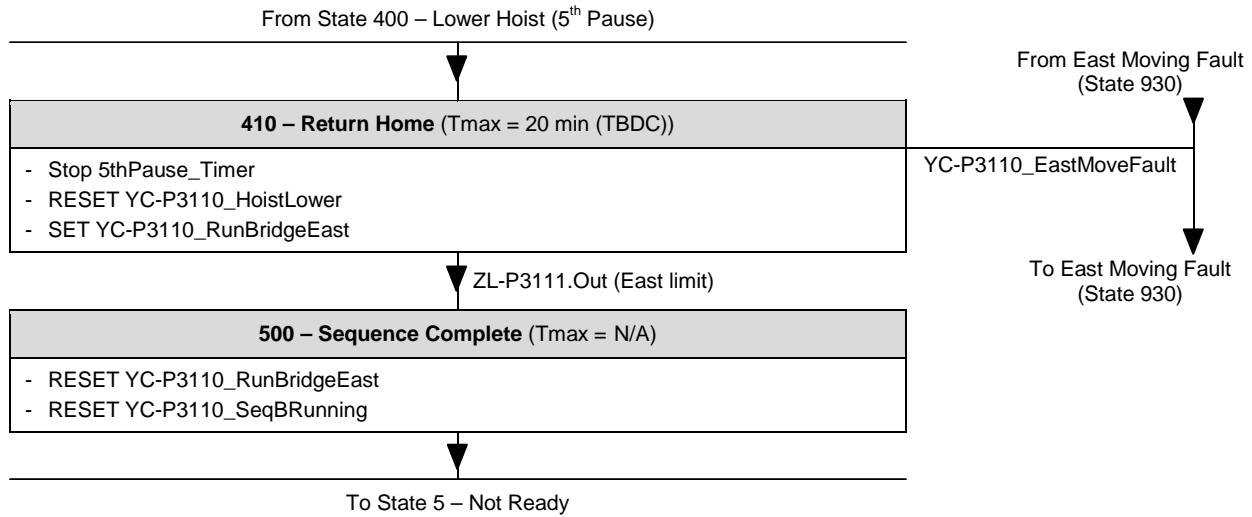 From State 400 – Lower Hoist (5th Pause)
From East Moving Fault
(State 930)
410 – Return Home (Tmax = 20 min (TBDC))
- Stop 5thPause_Timer
- RESET YC-P3110_HoistLower
- SET YC-P3110_RunBridgeEast
YC-P3110_EastMoveFault
To East Moving Fault
(State 930)
ZL-P3111.Out (East limit)
500 – Sequence Complete (Tmax = N/A)
- RESET YC-P3110_RunBridgeEast
- RESET YC-P3110_SeqBRunning
To State 5 – Not Ready